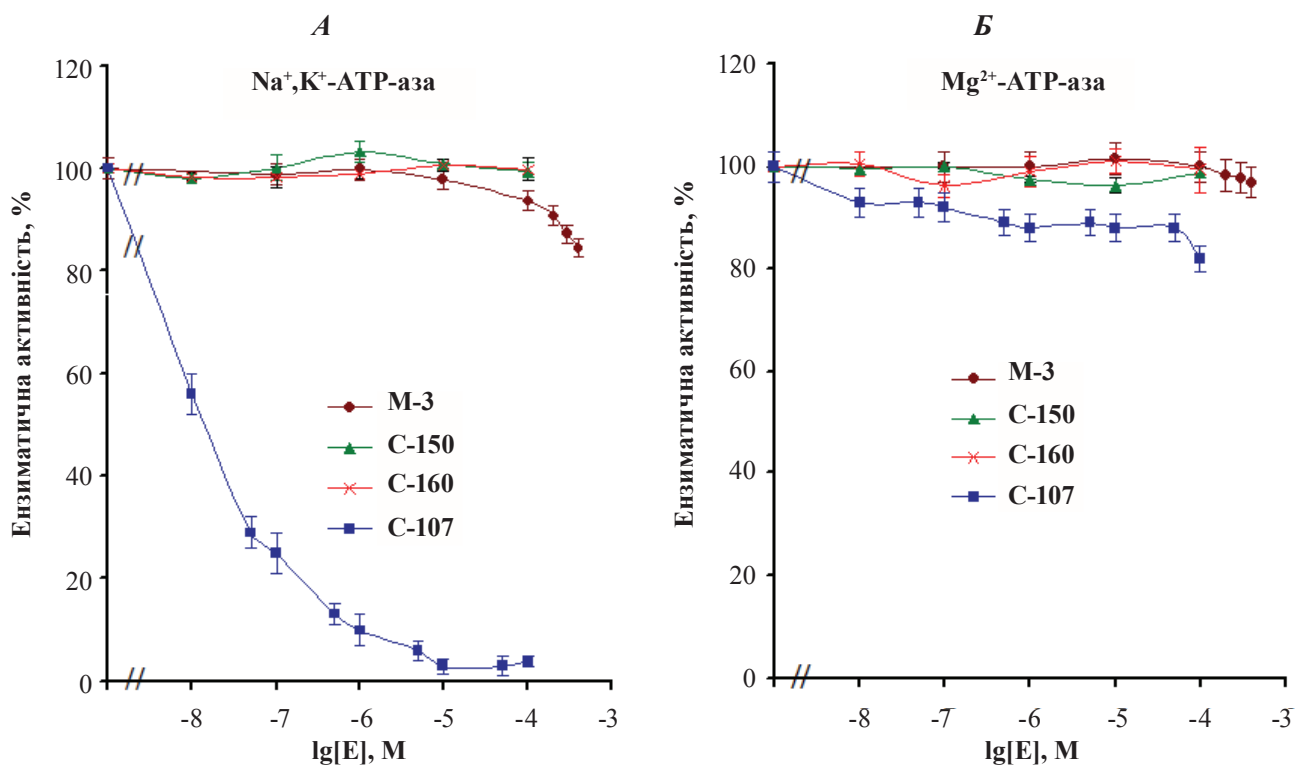 А
Na⁺,K⁺-АТР-аза
Ензиматична активність, %
120
100
80
60
40
20
0
//
//
//
М-3
С-150
С-160
С-107
-8
-7
-6
-5
-4
-3
lg[E], М
Б
Mg²⁺-АТР-аза
Ензиматична активність, %
120
100
80
60
40
20
0
//
//
М-3
С-150
С-160
С-107
-8
-7
-6
-5
-4
-3
lg[E], М